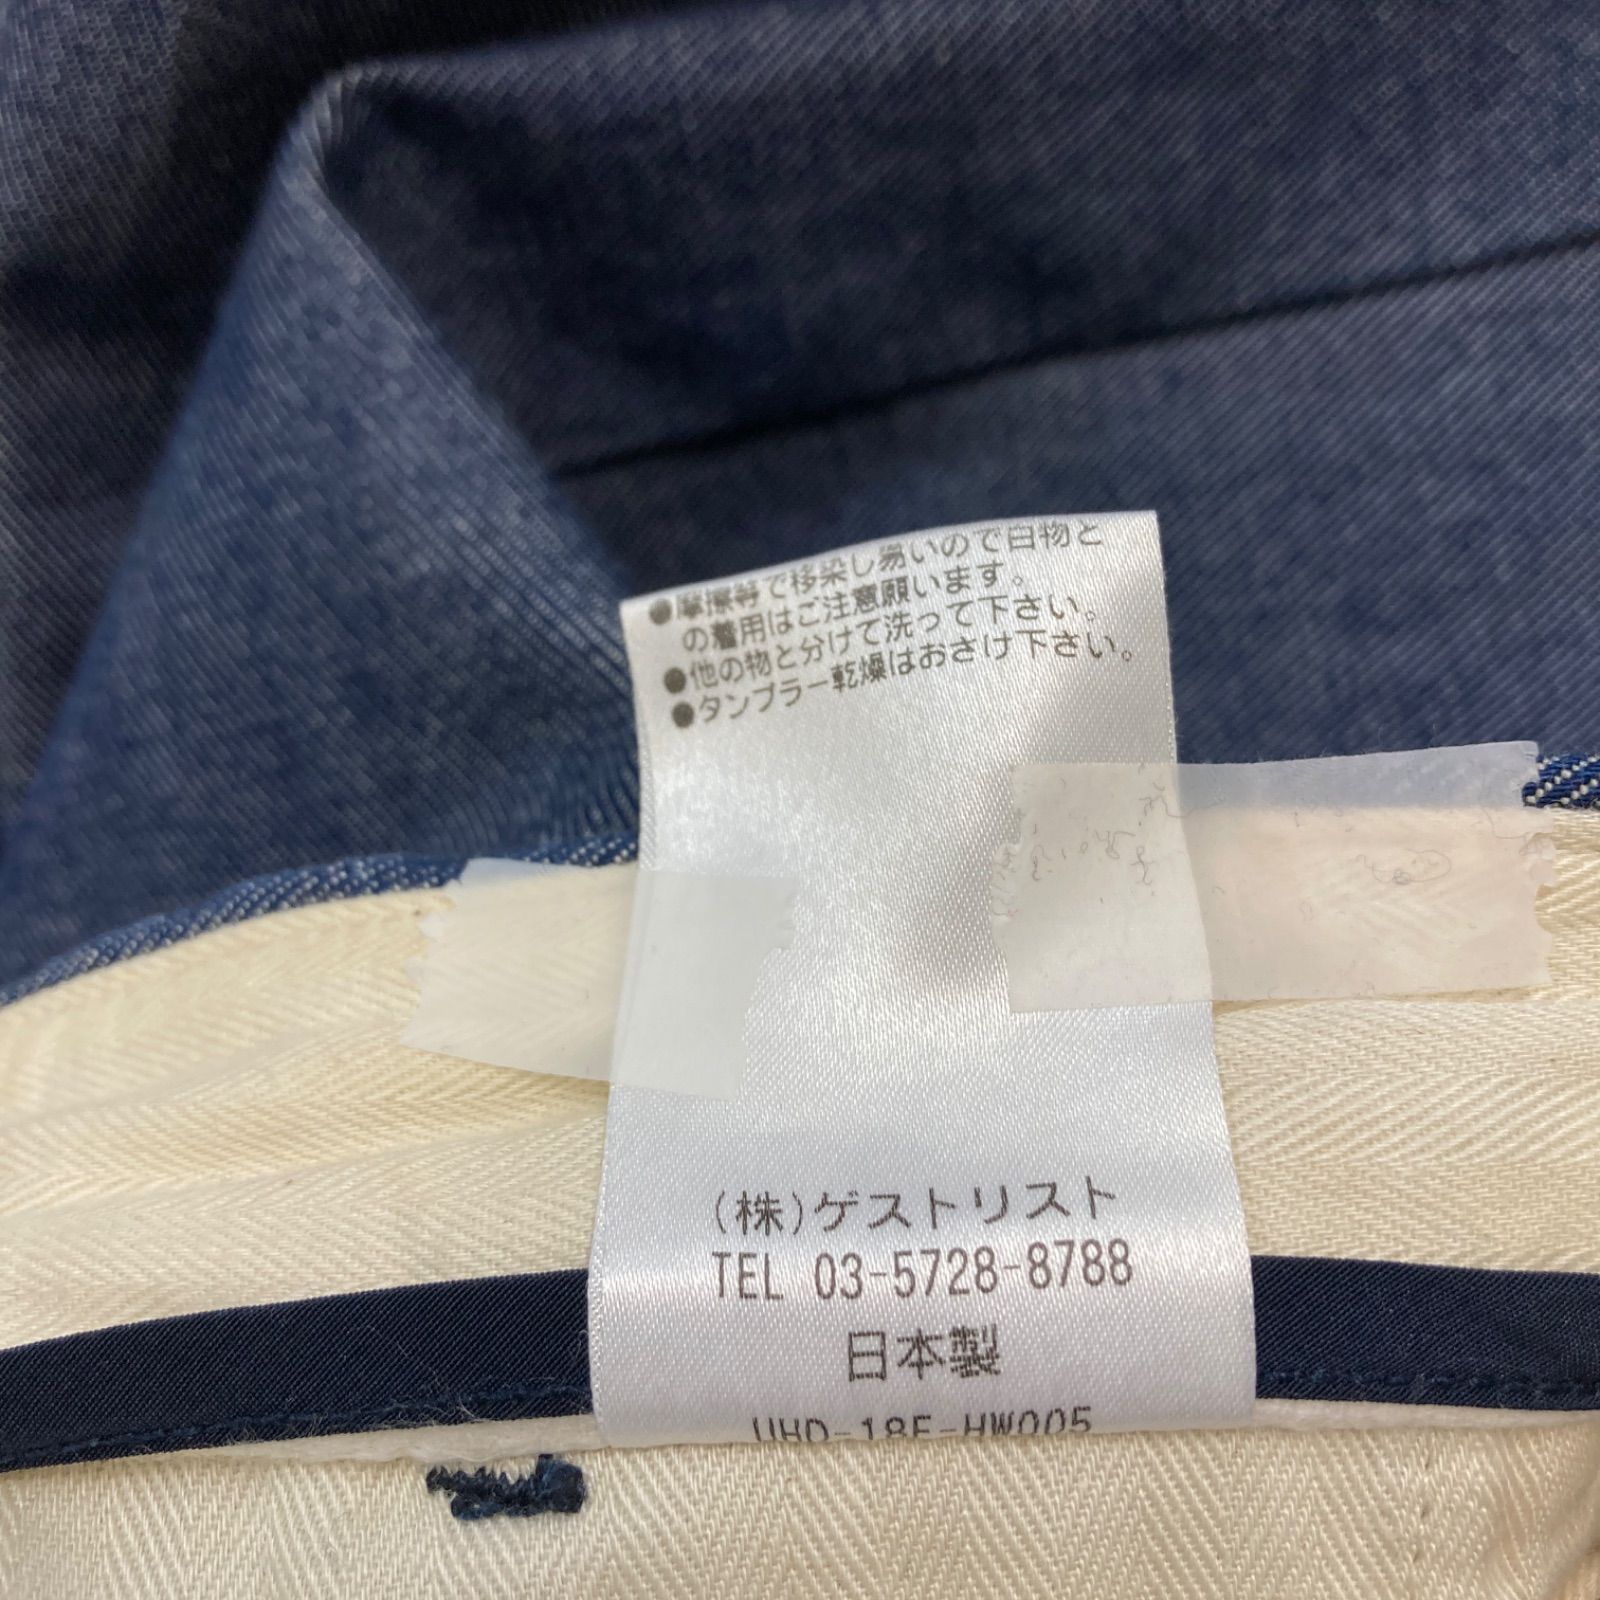 ●摩擦等で移染し易いので白物と
の着用はご注意願います。
●他の物と分けて洗って下さい。
●タンブラー乾燥はおさけ下さい。
(株)ゲストリスト
TEL 03-5728-8788
日本製
UHD-18F-HW005